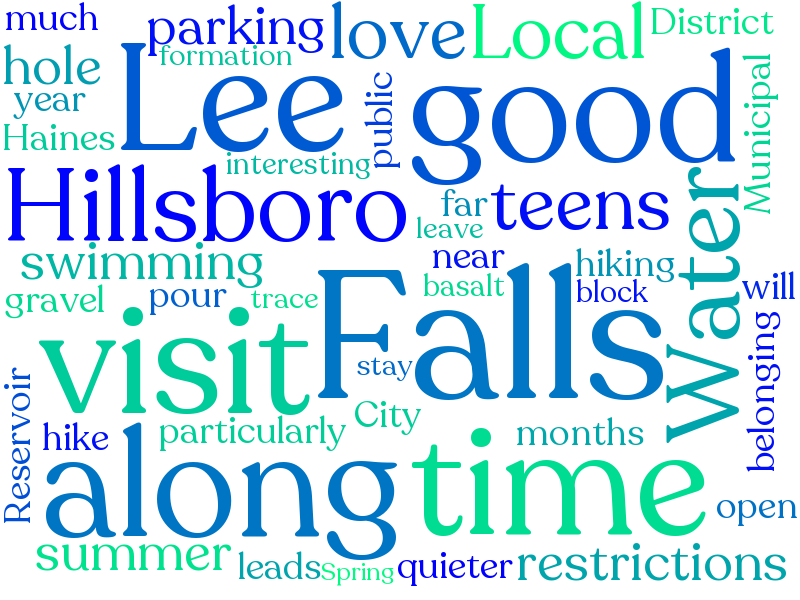 much
parking
love
Local
District
formation
hole
Lee
good
year
public
Municipal
Haines
interesting
Hillsboro
far
teens
Water
leave
swimming
near
hiking
gravel
pour
trace
basalt
block
will
visit
Falls
stay
belonging
Reservoir
City
hike
particularly
months
along
time
open
summer
leads
Spring
quieter
restrictions